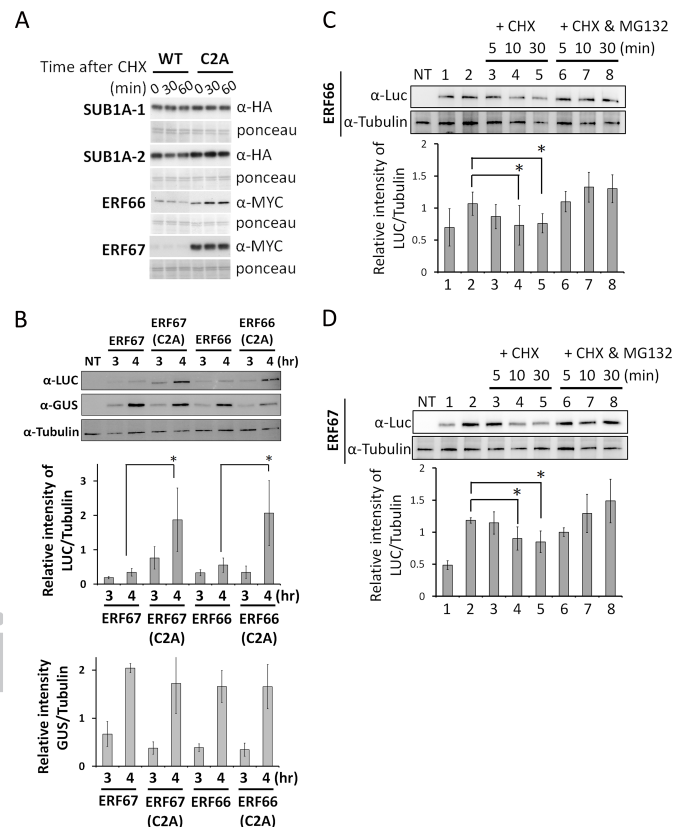 A
WT C2A
Time after CHX
(min) 0 30 60 0 30 60
SUB1A-1 α-HA
ponceau
SUB1A-2 α-HA
ponceau
ERF66 α-MYC
ponceau
ERF67 α-MYC
ponceau
B
ERF67 ERF67 (C2A) ERF66 ERF66 (C2A)
NT 3 4 3 4 3 4 3 4 (hr)
α-LUC
α-GUS
α-Tubulin
Relative intensity of
LUC/Tubulin
3
2
1
0
*
*
3 4 3 4 3 4 3 4 (hr)
ERF67 ERF67 ERF66 ERF66
(C2A) (C2A)
Relative intensity
GUS/Tubulin
2
1
0
3 4 3 4 3 4 3 4 (hr)
ERF67 ERF67 ERF66 ERF66
(C2A) (C2A)
C
+ CHX + CHX & MG132
5 10 30 5 10 30 (min)
NT 1 2 3 4 5 6 7 8
ERF66
α-Luc
α-Tubulin
Relative intensity of
LUC/Tubulin
2
1.5
1
0.5
0
*
*
1 2 3 4 5 6 7 8
D
+ CHX + CHX & MG132
5 10 30 5 10 30 (min)
NT 1 2 3 4 5 6 7 8
ERF67
α-Luc
α-Tubulin
Relative intensity of
LUC/Tubulin
2
1.5
1
0.5
0
*
*
1 2 3 4 5 6 7 8